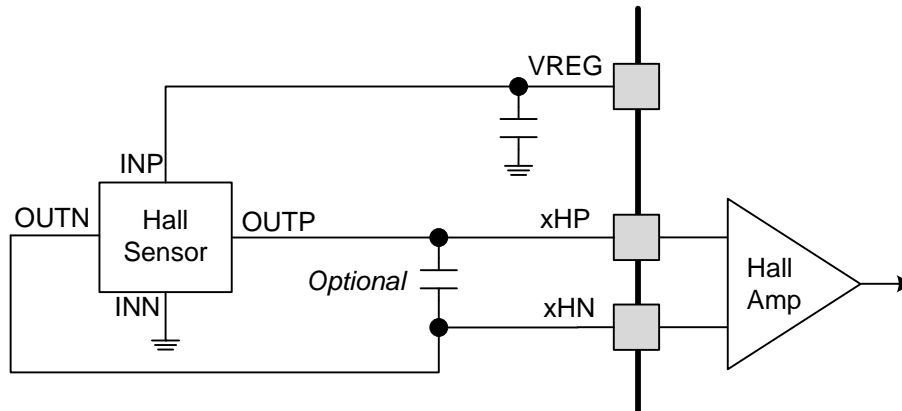 VREG
INP
OUTN
Hall
Sensor
OUTP
xHP
Optional
Hall
Amp
INN
xHN